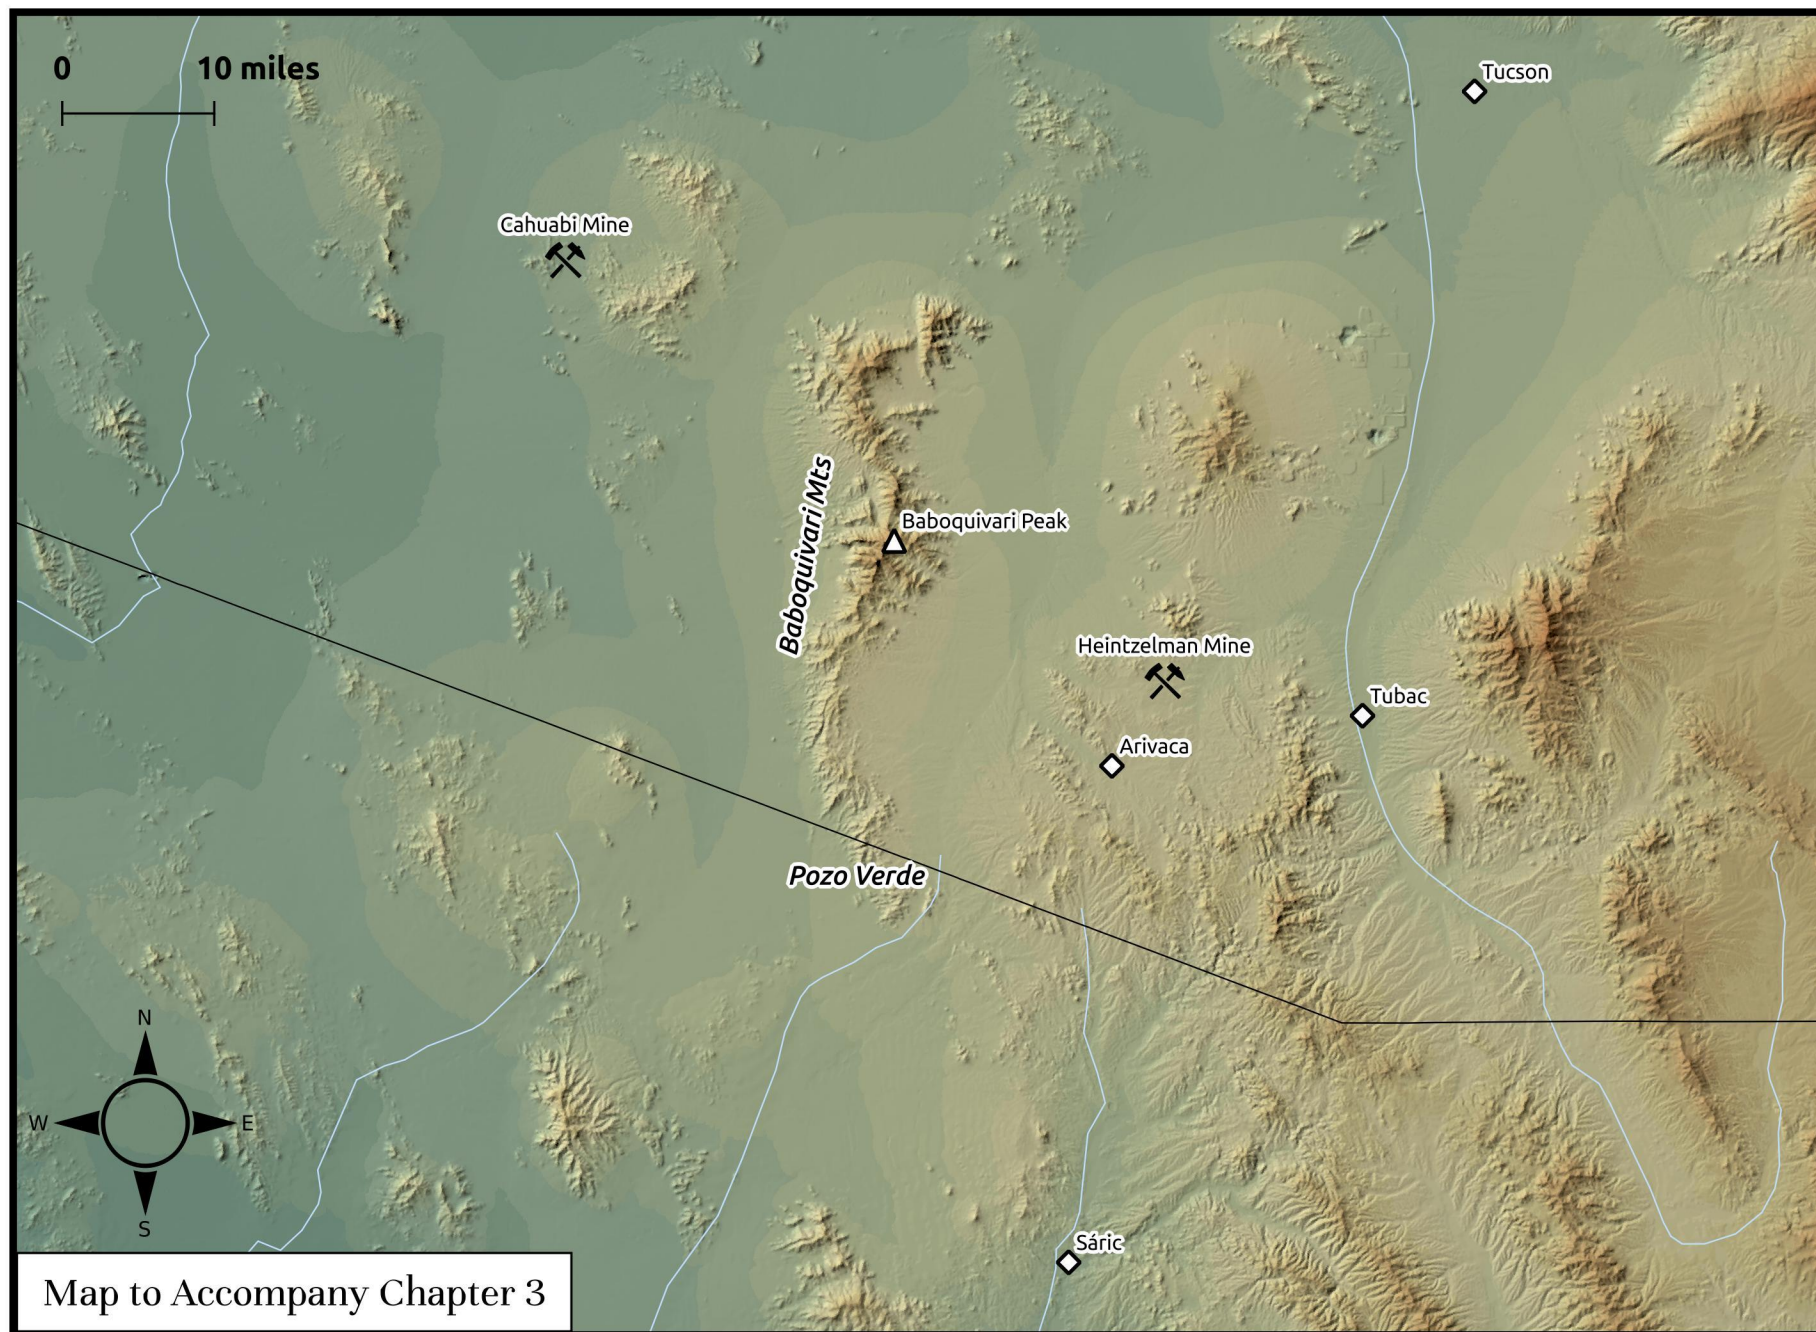 0 10 miles
Tucson
Cahuabi Mine
Baboquivari Peak
Baboquivari Mts
Heintzelman Mine
Tubac
Arivaca
Pozo Verde
N
W E
S
Sáric
Map to Accompany Chapter 3